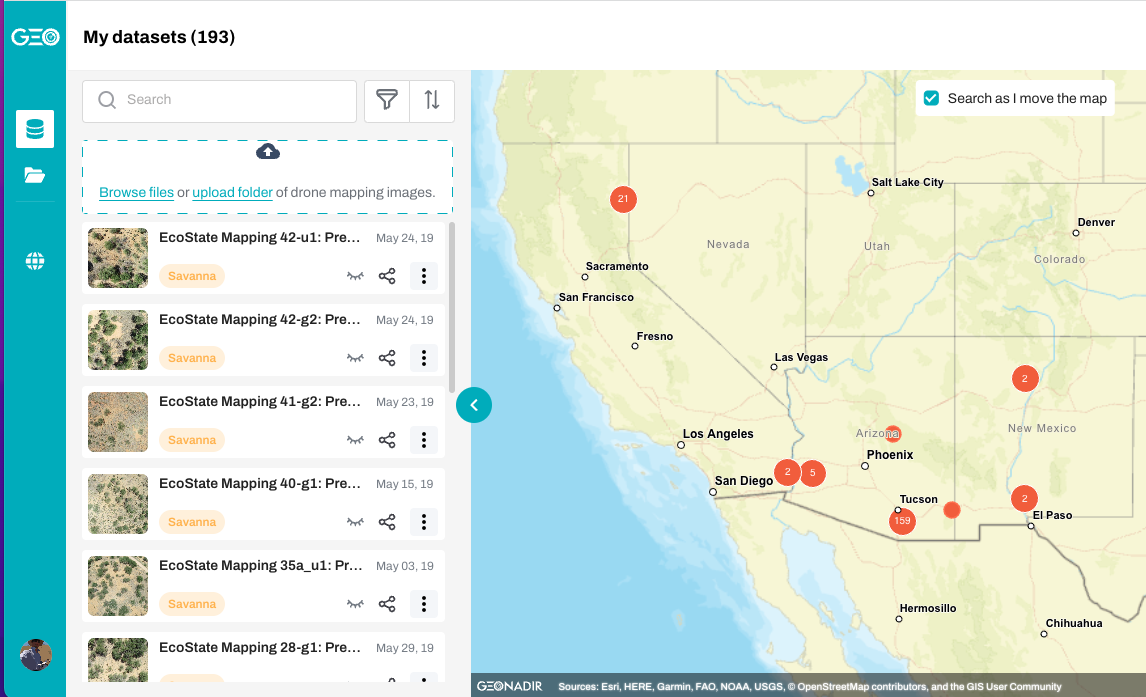 GEO
My datasets (193)
Search
Browse files or upload folder of drone mapping images.
EcoState Mapping 42-u1: Pre... May 24, 19
Savanna
EcoState Mapping 42-g2: Pre... May 24, 19
Savanna
EcoState Mapping 41-g2: Pre... May 23, 19
Savanna
EcoState Mapping 40-g1: Pre... May 15, 19
Savanna
EcoState Mapping 35a_u1: Pr... May 03, 19
Savanna
EcoState Mapping 28-g1: Pre... May 29, 19
Search as I move the map
Salt Lake City
21
Denver
Nevada
Utah
Colorado
Sacramento
San Francisco
Fresno
Las Vegas
2
New Mexico
Arizona
Los Angeles
Phoenix
2
5
San Diego
Tucson
2
159
El Paso
Hermosillo
Chihuahua
GEONADIR
Sources: Esri, HERE, Garmin, FAO, NOAA, USGS, © OpenStreetMap contributors, and the GIS User Community